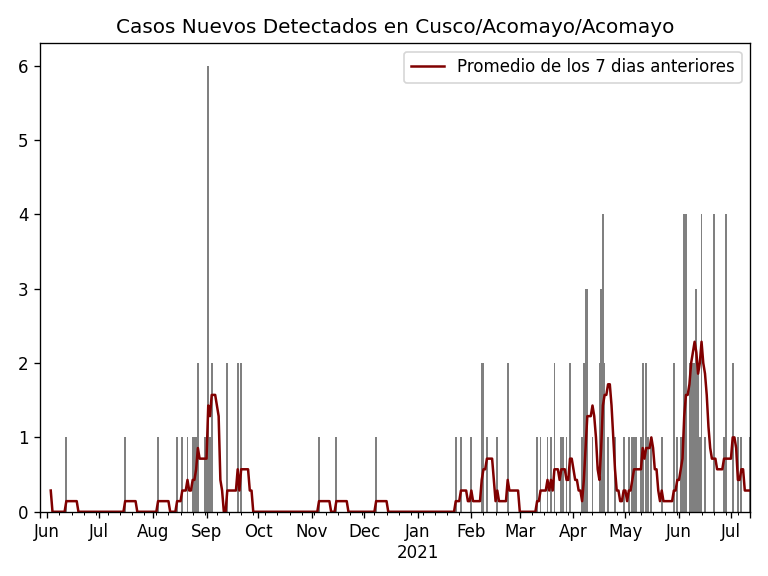 Casos Nuevos Detectados en Cusco/Acomayo/Acomayo
Promedio de los 7 dias anteriores
6
5
4
3
2
1
0
Jun Jul Aug Sep Oct Nov Dec Jan Feb Mar Apr May Jun Jul
2021